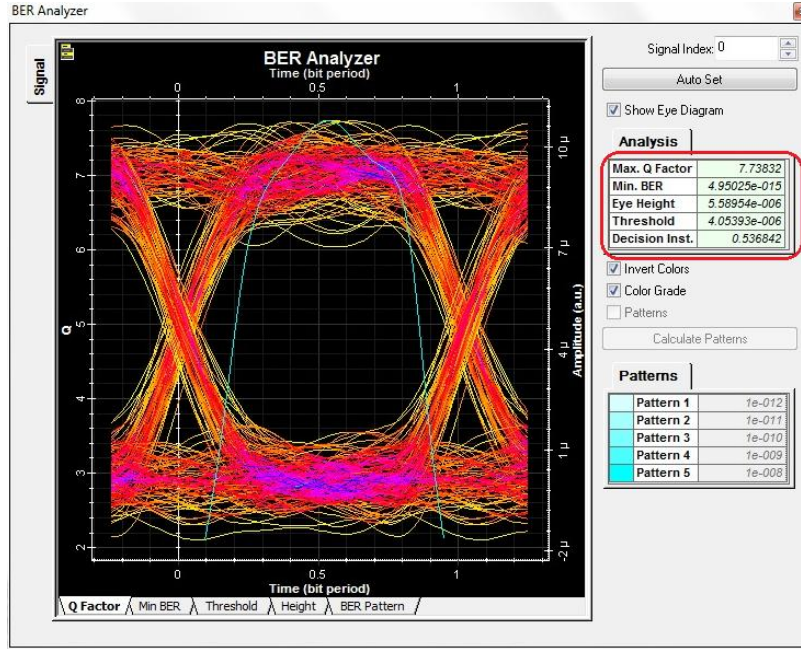 BER Analyzer
Signal
BER Analyzer
Time (bit period)
0 0.5 1
8
7
6
5
4
3
2
Q
10 µ
7 µ
4 µ
1 µ
-2 µ
Amplitude (a.u.)
0 0.5 1
Time (bit period)
Q Factor Min BER Threshold Height BER Pattern
Signal Index: 0
Auto Set
Show Eye Diagram
Analysis
Max. Q Factor 7.73832
Min. BER 4.95025e-015
Eye Height 5.58954e-006
Threshold 4.05393e-006
Decision Inst. 0.536842
Invert Colors
Color Grade
Patterns
Calculate Patterns
Patterns
Pattern 1 1e-012
Pattern 2 1e-011
Pattern 3 1e-010
Pattern 4 1e-009
Pattern 5 1e-008